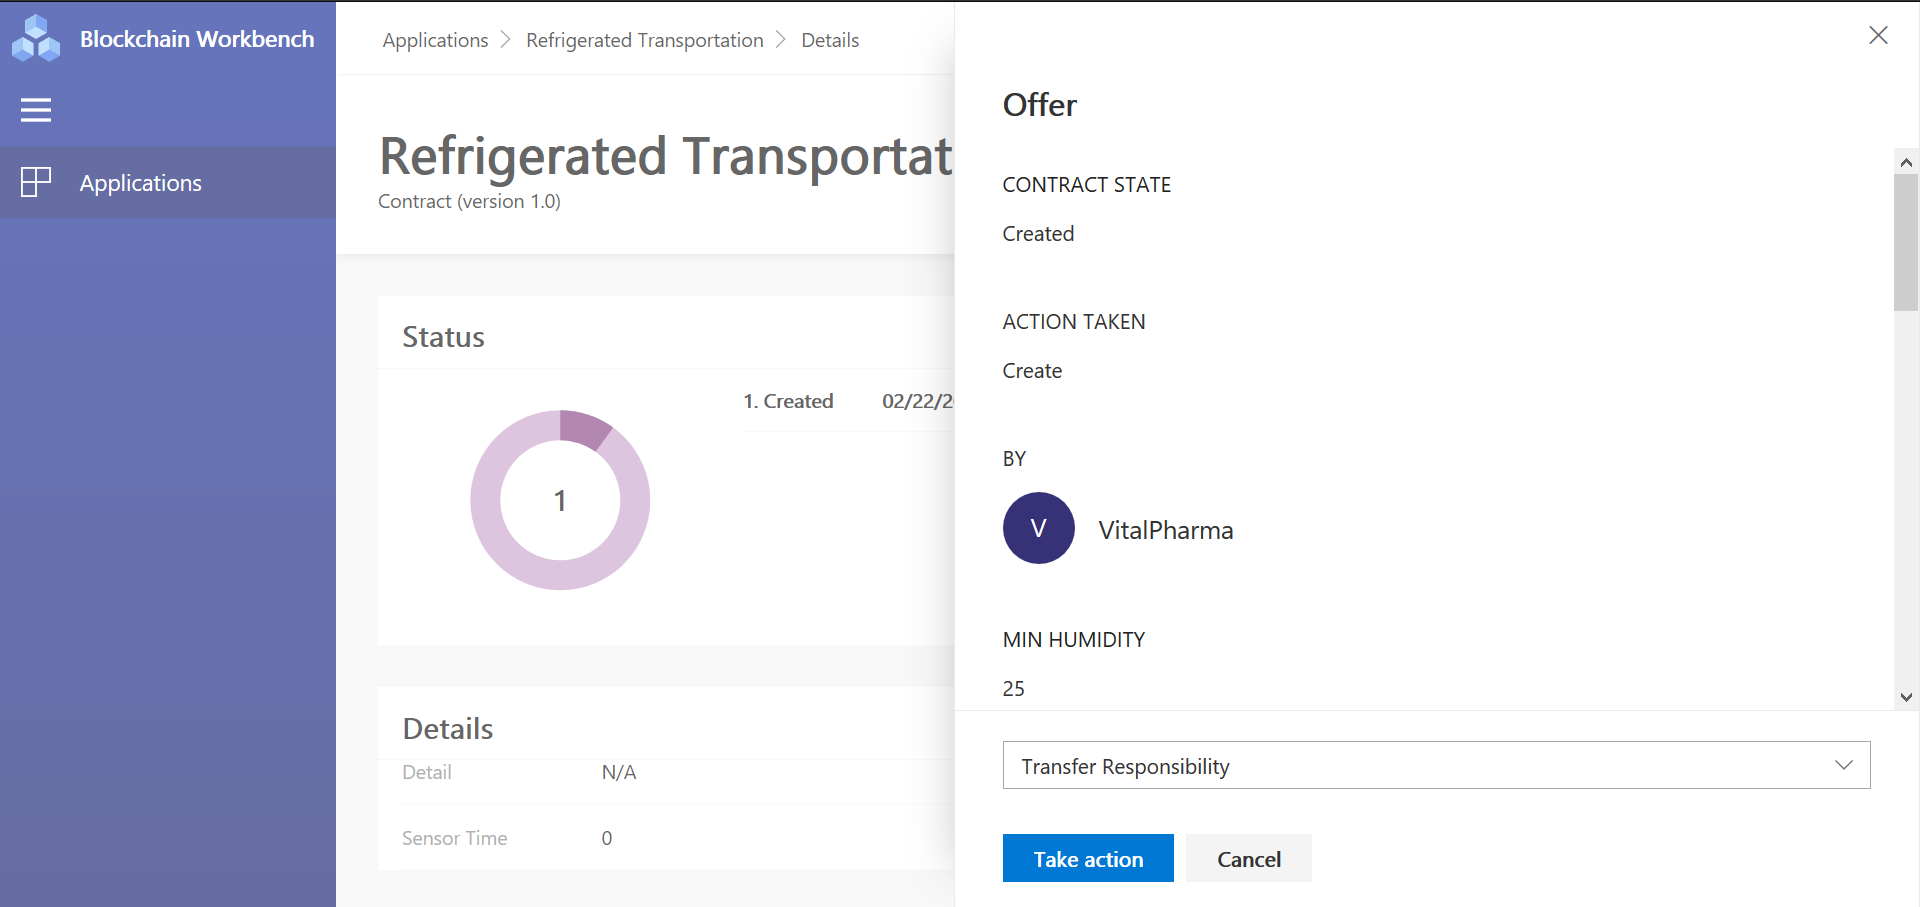 Blockchain Workbench
Applications
Applications > Refrigerated Transportation > Details
Refrigerated Transportat
Contract (version 1.0)
Status
1
1. Created 02/22/2
Details
Detail N/A
Sensor Time 0
Offer
CONTRACT STATE
Created
ACTION TAKEN
Create
BY
V VitalPharma
MIN HUMIDITY
25
Transfer Responsibility
Take action Cancel